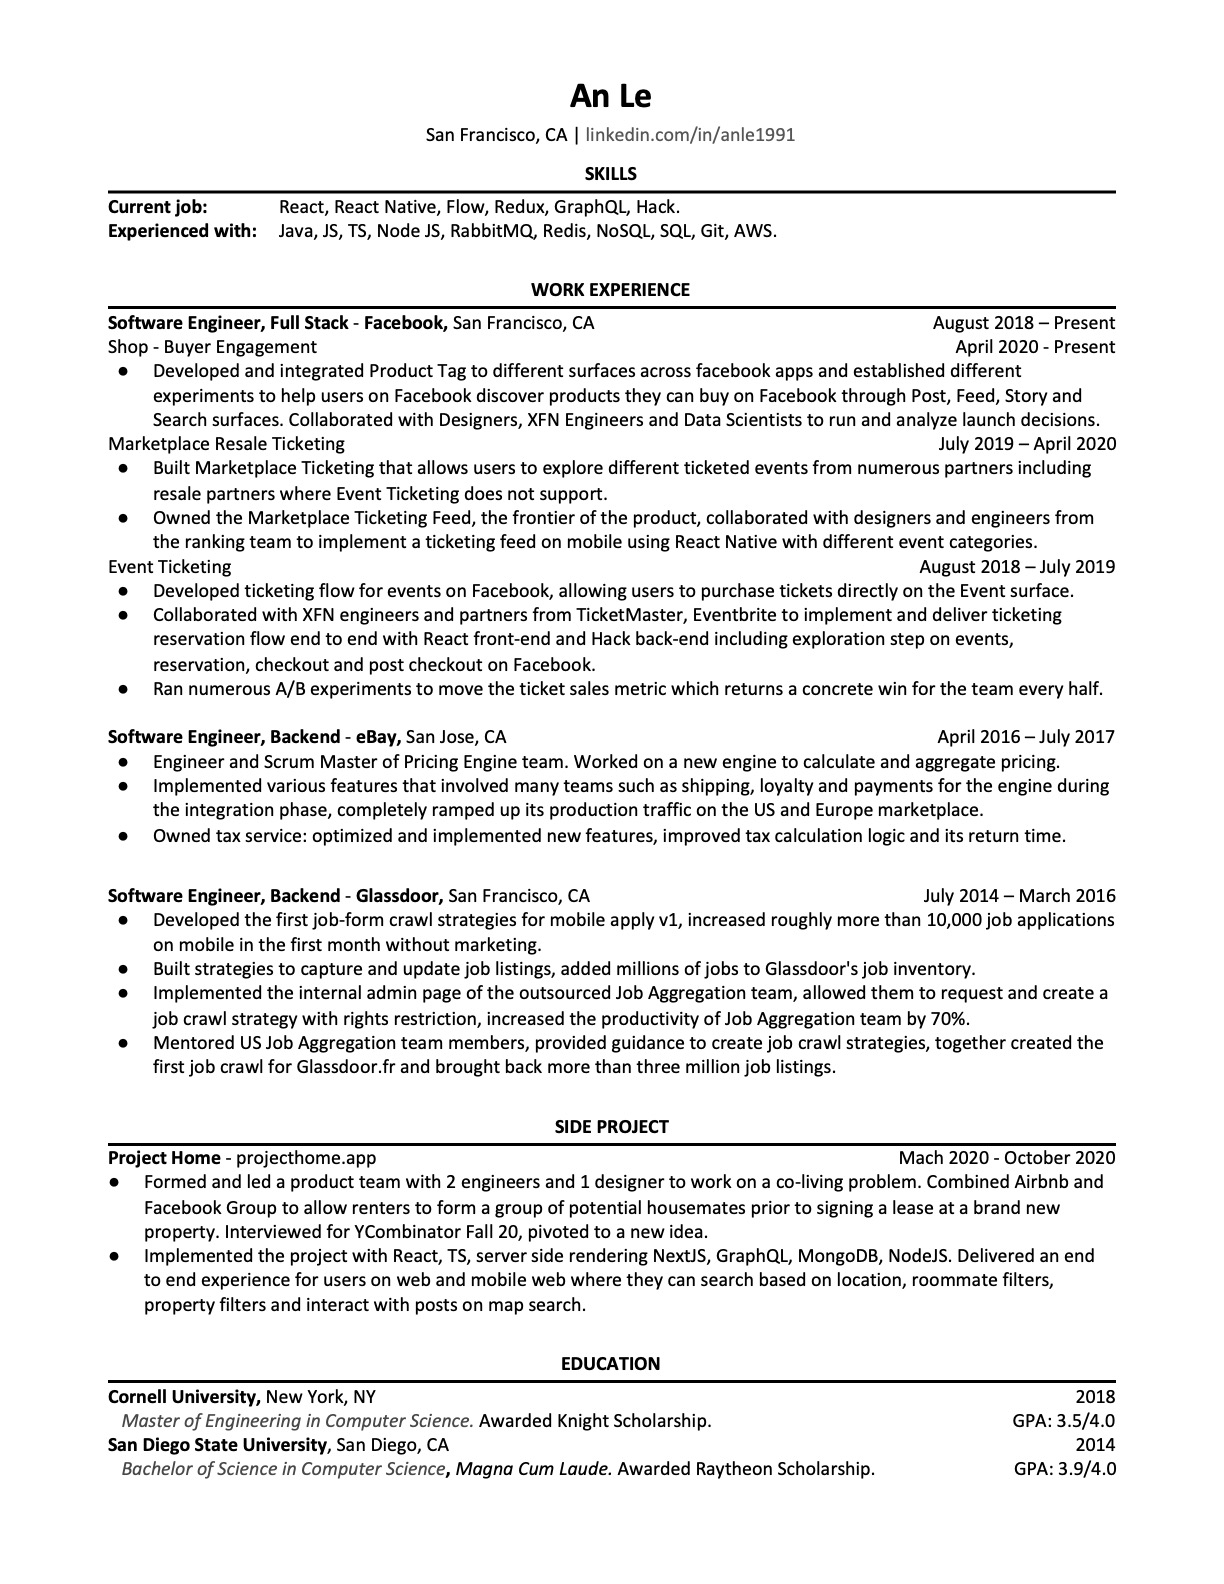 An Le
San Francisco, CA | linkedin.com/in/anle1991
SKILLS
Current job: React, React Native, Flow, Redux, GraphQL, Hack.
Experienced with: Java, JS, TS, Node JS, RabbitMQ, Redis, NoSQL, SQL, Git, AWS.
WORK EXPERIENCE
Software Engineer, Full Stack - Facebook, San Francisco, CA August 2018 – Present
Shop - Buyer Engagement April 2020 - Present
● Developed and integrated Product Tag to different surfaces across facebook apps and established different
experiments to help users on Facebook discover products they can buy on Facebook through Post, Feed, Story and
Search surfaces. Collaborated with Designers, XFN Engineers and Data Scientists to run and analyze launch decisions.
Marketplace Resale Ticketing July 2019 – April 2020
● Built Marketplace Ticketing that allows users to explore different ticketed events from numerous partners including
resale partners where Event Ticketing does not support.
● Owned the Marketplace Ticketing Feed, the frontier of the product, collaborated with designers and engineers from
the ranking team to implement a ticketing feed on mobile using React Native with different event categories.
Event Ticketing August 2018 – July 2019
● Developed ticketing flow for events on Facebook, allowing users to purchase tickets directly on the Event surface.
● Collaborated with XFN engineers and partners from TicketMaster, Eventbrite to implement and deliver ticketing
reservation flow end to end with React front-end and Hack back-end including exploration step on events,
reservation, checkout and post checkout on Facebook.
● Ran numerous A/B experiments to move the ticket sales metric which returns a concrete win for the team every half.
Software Engineer, Backend - eBay, San Jose, CA April 2016 – July 2017
● Engineer and Scrum Master of Pricing Engine team. Worked on a new engine to calculate and aggregate pricing.
● Implemented various features that involved many teams such as shipping, loyalty and payments for the engine during
the integration phase, completely ramped up its production traffic on the US and Europe marketplace.
● Owned tax service: optimized and implemented new features, improved tax calculation logic and its return time.
Software Engineer, Backend - Glassdoor, San Francisco, CA July 2014 – March 2016
● Developed the first job-form crawl strategies for mobile apply v1, increased roughly more than 10,000 job applications
on mobile in the first month without marketing.
● Built strategies to capture and update job listings, added millions of jobs to Glassdoor's job inventory.
● Implemented the internal admin page of the outsourced Job Aggregation team, allowed them to request and create a
job crawl strategy with rights restriction, increased the productivity of Job Aggregation team by 70%.
● Mentored US Job Aggregation team members, provided guidance to create job crawl strategies, together created the
first job crawl for Glassdoor.fr and brought back more than three million job listings.
SIDE PROJECT
Project Home - projecthome.app Mach 2020 - October 2020
● Formed and led a product team with 2 engineers and 1 designer to work on a co-living problem. Combined Airbnb and
Facebook Group to allow renters to form a group of potential housemates prior to signing a lease at a brand new
property. Interviewed for YCombinator Fall 20, pivoted to a new idea.
● Implemented the project with React, TS, server side rendering NextJS, GraphQL, MongoDB, NodeJS. Delivered an end
to end experience for users on web and mobile web where they can search based on location, roommate filters,
property filters and interact with posts on map search.
EDUCATION
Cornell University, New York, NY 2018
Master of Engineering in Computer Science. Awarded Knight Scholarship. GPA: 3.5/4.0
San Diego State University, San Diego, CA 2014
Bachelor of Science in Computer Science, Magna Cum Laude. Awarded Raytheon Scholarship. GPA: 3.9/4.0